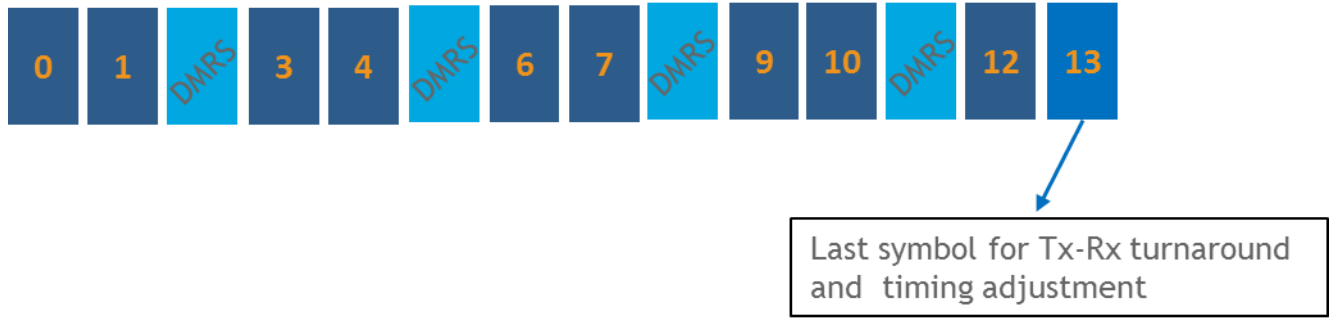 0 1 DMRS 3 4 DMRS 6 7 DMRS 9 10 DMRS 12 13
Last symbol for Tx-Rx turnaround
and timing adjustment